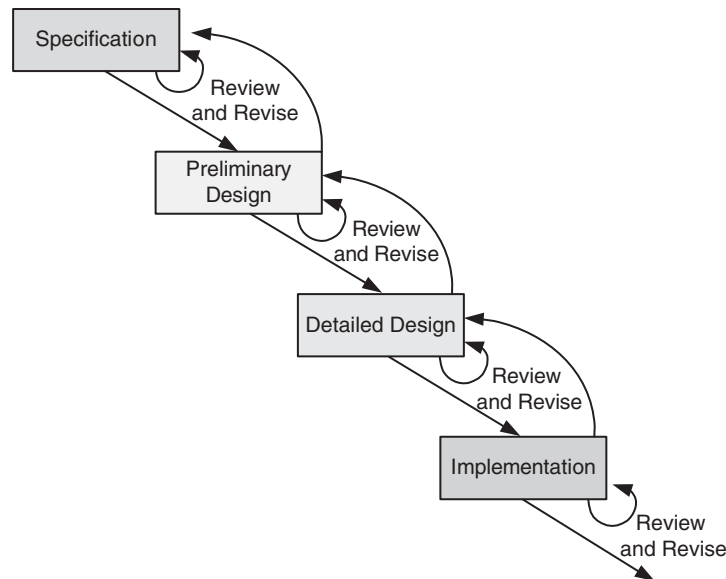 Specification
Review
and Revise
Preliminary
Design
Review
and Revise
Detailed Design
Review
and Revise
Implementation
Review
and Revise